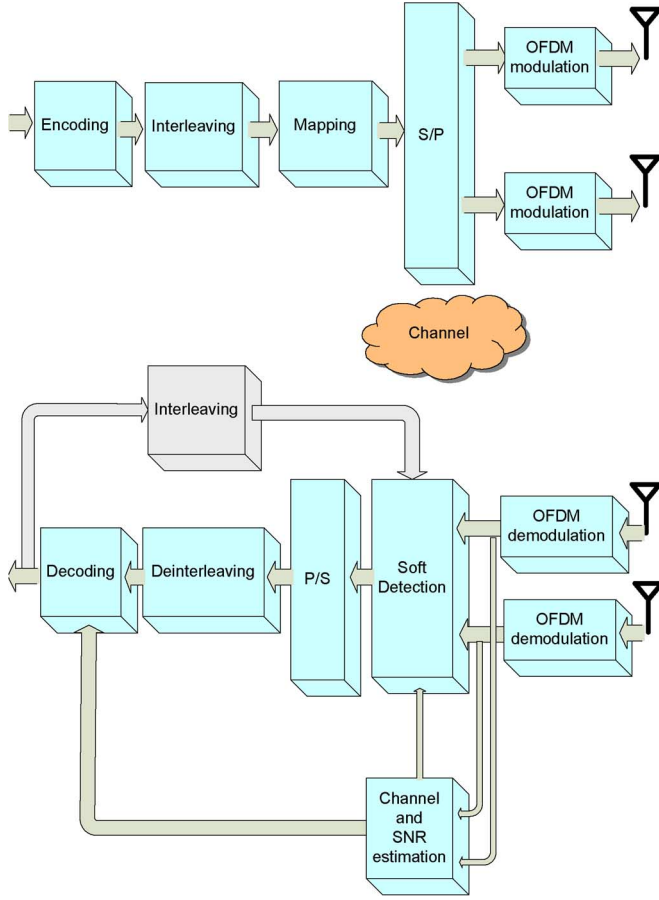 OFDM
modulation
Encoding
Interleaving
Mapping
S/P
OFDM
modulation
Channel
Interleaving
OFDM
demodulation
Decoding
Deinterleaving
P/S
Soft
Detection
OFDM
demodulation
Channel
and
SNR
estimation